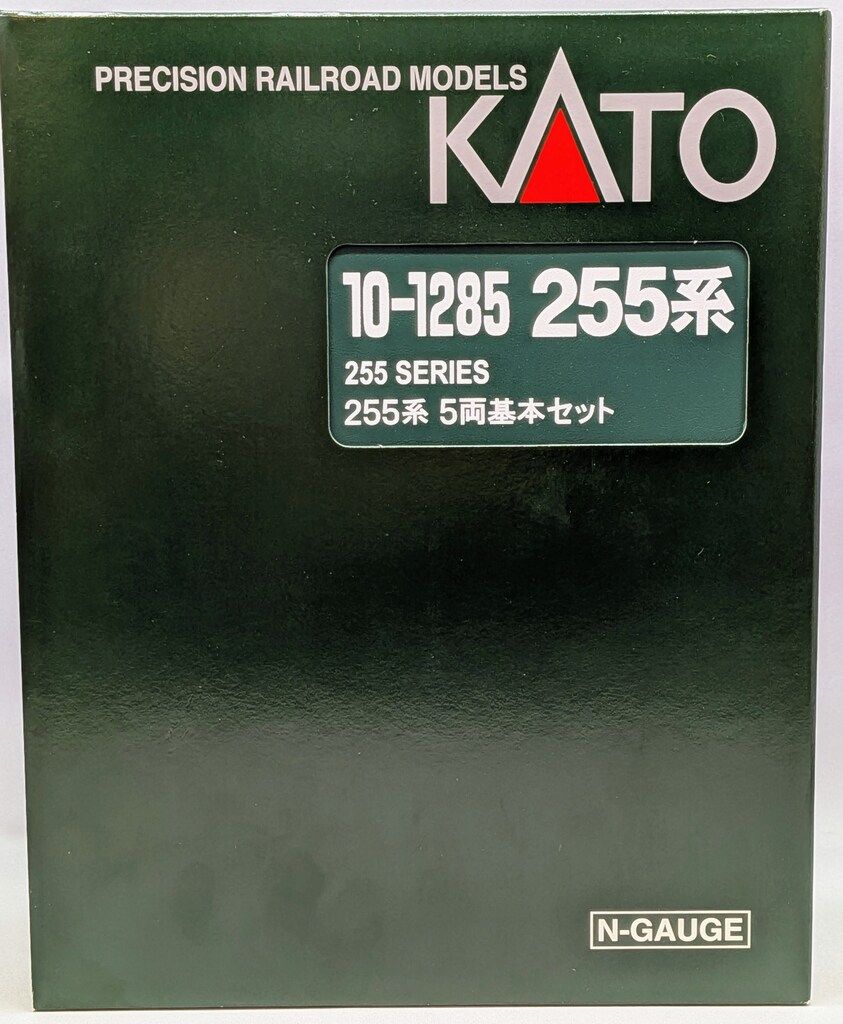 PRECISION RAILROAD MODELS
KATO
10-1285 255系
255 SERIES
255系 5両基本セット
N-GAUGE